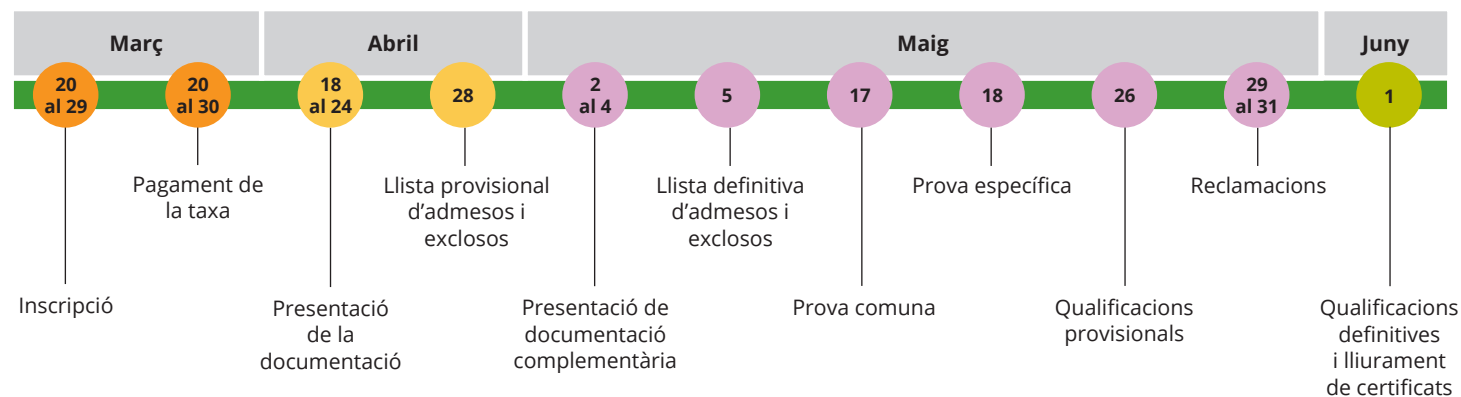 Març
Abril
Maig
Juny
20
al 29
20
al 30
18
al 24
28
2
al 4
5
17
18
26
29
al 31
1
Pagament de
la taxa
Llista provisional
d'admesos i
exclosos
Llista definitiva
d'admesos i
exclosos
Prova específica
Reclamacions
Inscripció
Presentació
de la
documentació
Presentació de
documentació
complementària
Prova comuna
Qualificacions
provisionals
Qualificacions
definitives
i lliurament
de certificats